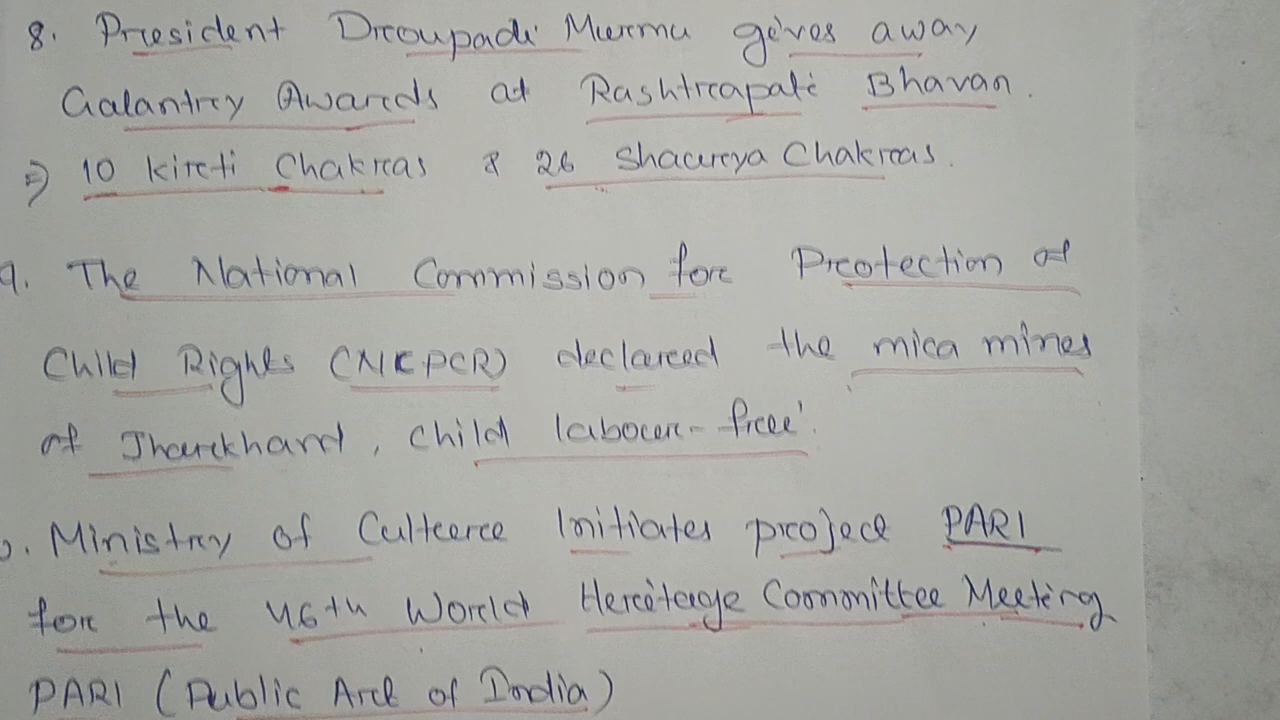 8. President Droupadi Murmu gives away
Galantry Awards at Rashtrapati Bhavan.
⇒ 10 kirti Chakras & 26 Shaurya Chakras.
9. The National Commission for Protection of
Child Rights (NCPCR) declared the mica mines
of Jharkhand, child labour-free'.
0. Ministry of Culture Initiates project PARI
for the 46th World Heritage Committee Meeting
PARI (Public Art of India)